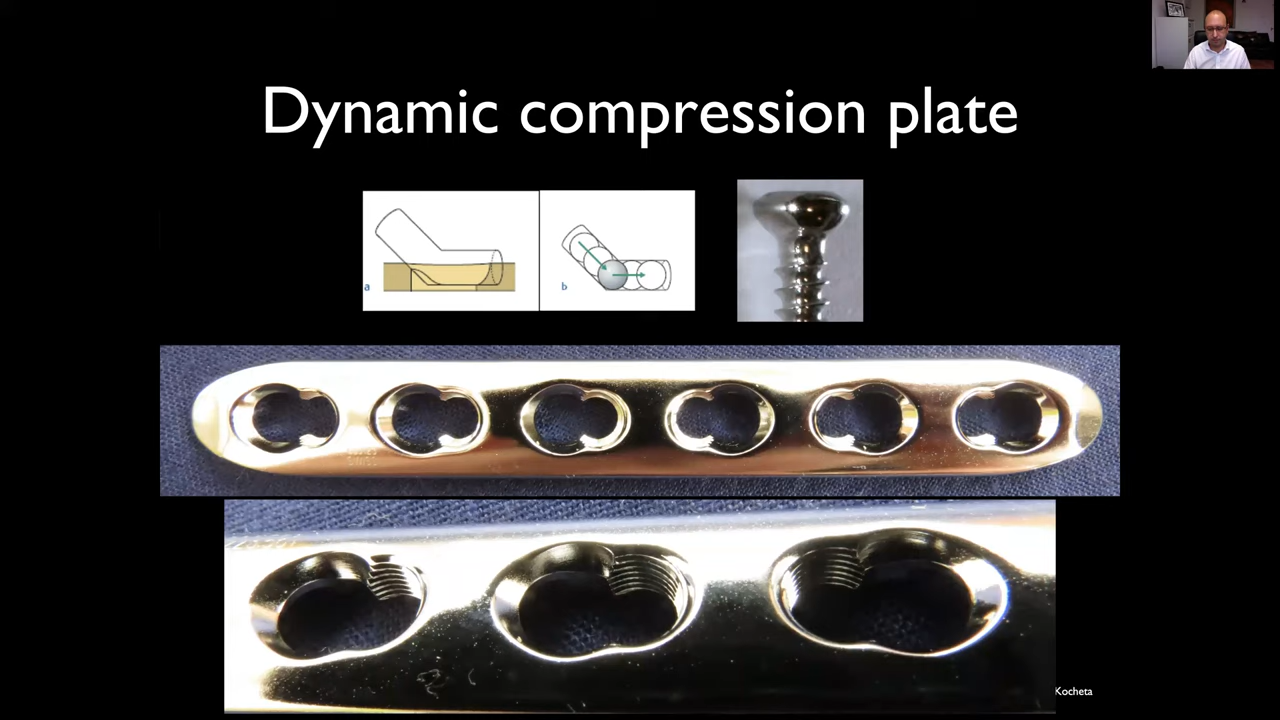 Dynamic compression plate
a
b
Kocheta